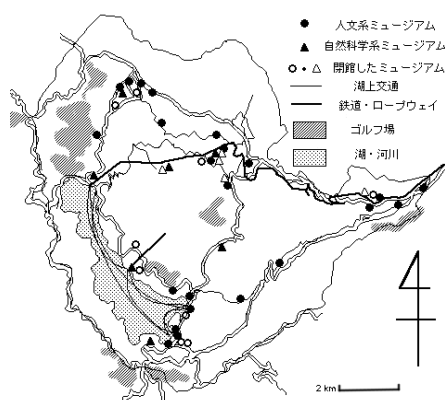 人文系ミュージアム
自然科学系ミュージアム
開館したミュージアム
湖上交通
鉄道・ロープウェイ
ゴルフ場
湖・河川
2 km